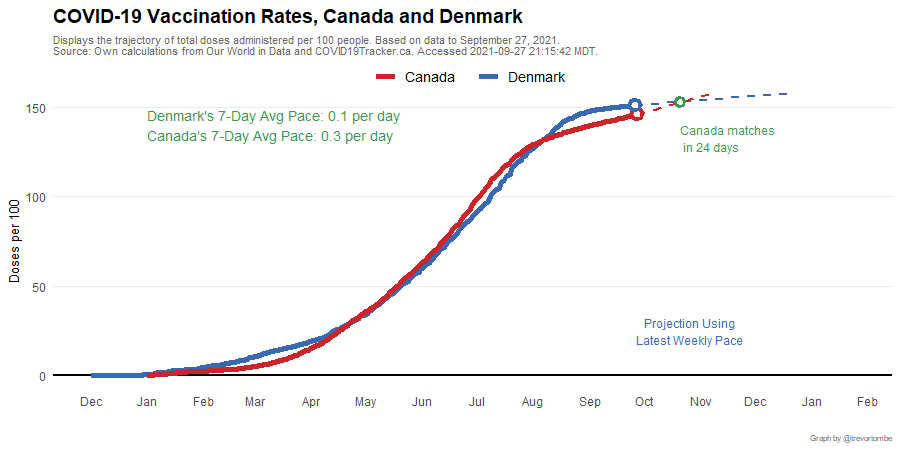 COVID-19 Vaccination Rates, Canada and Denmark
Displays the trajectory of total doses administered per 100 people. Based on data to September 27, 2021.
Source: Own calculations from Our World in Data and COVID19Tracker.ca. Accessed 2021-09-27 21:15:42 MDT.
Canada Denmark
Denmark's 7-Day Avg Pace: 0.1 per day
Canada's 7-Day Avg Pace: 0.3 per day
Canada matches
in 24 days
Projection Using
Latest Weekly Pace
Doses per 100
150
100
50
0
Dec Jan Feb Mar Apr May Jun Jul Aug Sep Oct Nov Dec Jan Feb
Graph by @trevortombe